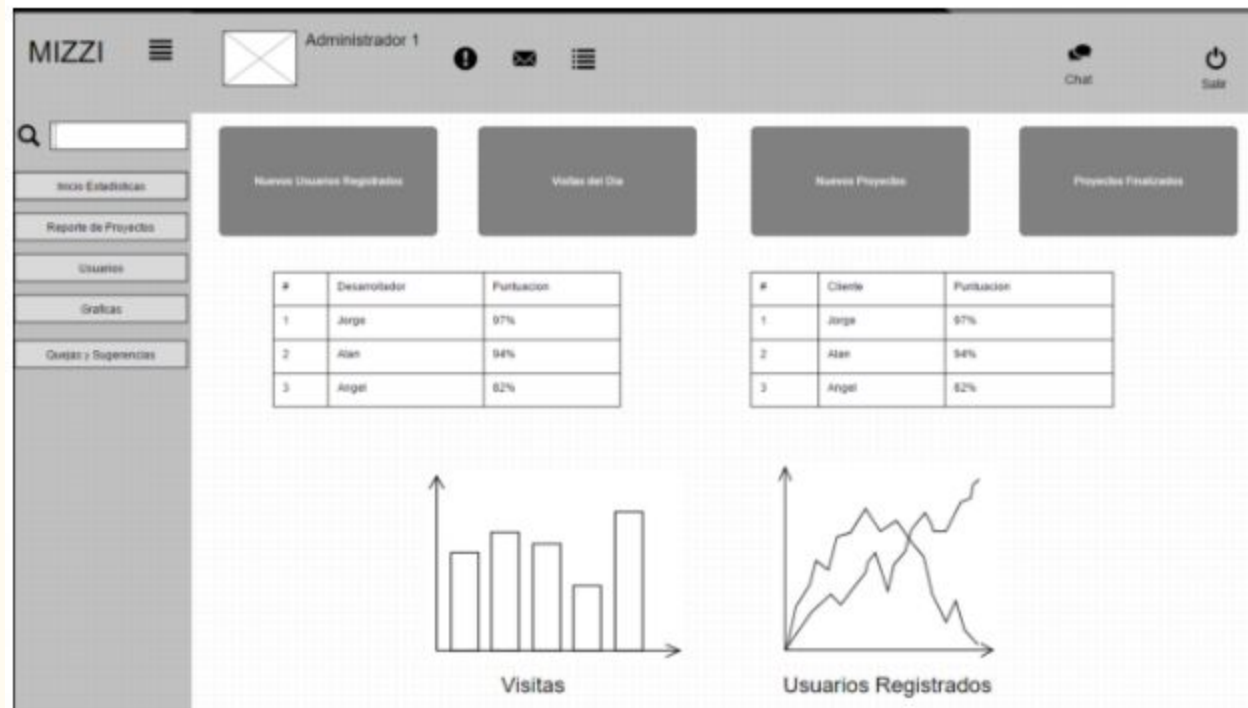 MIZZI
Administrador 1
Chat
Salir
Inicio Estadisticas
Reporte de Proyectos
Usuarios
Graficas
Quejas y Sugerencias
Nuevos Usuarios Registrados
Visitas del Dia
Nuevos Proyectos
Proyectos Finalizados
# Desarrollador Puntuacion
1 Jorge 97%
2 Alan 94%
3 Angel 82%
# Cliente Puntuacion
1 Jorge 97%
2 Alan 94%
3 Angel 82%
Visitas
Usuarios Registrados